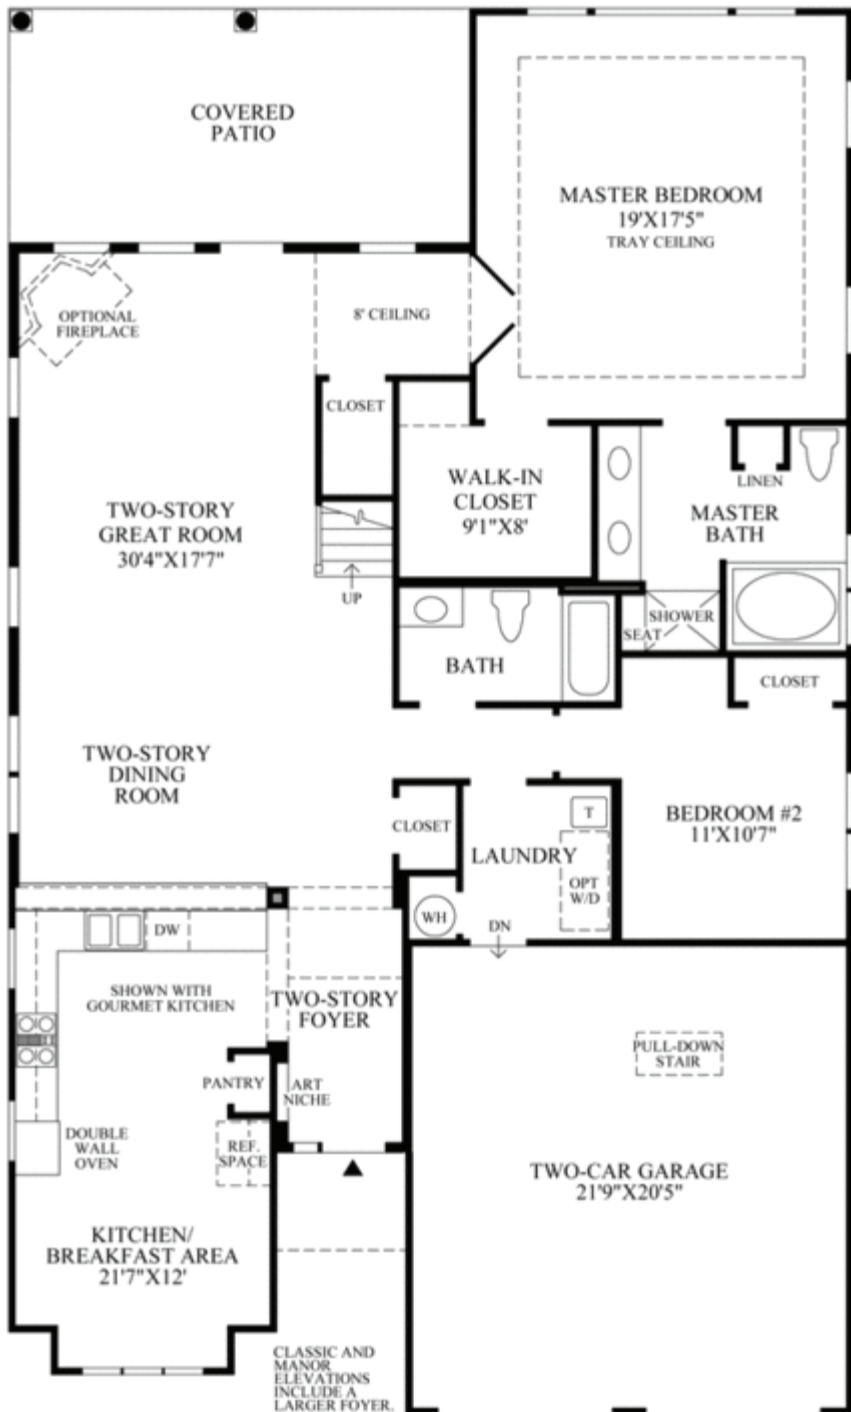 COVERED
PATIO
MASTER BEDROOM
19'X17'5"
TRAY CEILING
OPTIONAL
FIREPLACE
8' CEILING
CLOSET
WALK-IN
CLOSET
9'1"X8'
LINEN
MASTER
BATH
TWO-STORY
GREAT ROOM
30'4"X17'7"
UP
SHOWER
SEAT
BATH
CLOSET
TWO-STORY
DINING
ROOM
CLOSET
LAUNDRY
T
OPT
W/D
BEDROOM #2
11'X10'7"
WH
DN
DW
SHOWN WITH
GOURMET KITCHEN
TWO-STORY
FOYER
PULL-DOWN
STAIR
PANTRY
ART
NICHE
DOUBLE
WALL
OVEN
REF.
SPACE
TWO-CAR GARAGE
21'9"X20'5"
KITCHEN/
BREAKFAST AREA
21'7"X12'
CLASSIC AND
MANOR
ELEVATIONS
INCLUDE A
LARGER FOYER.